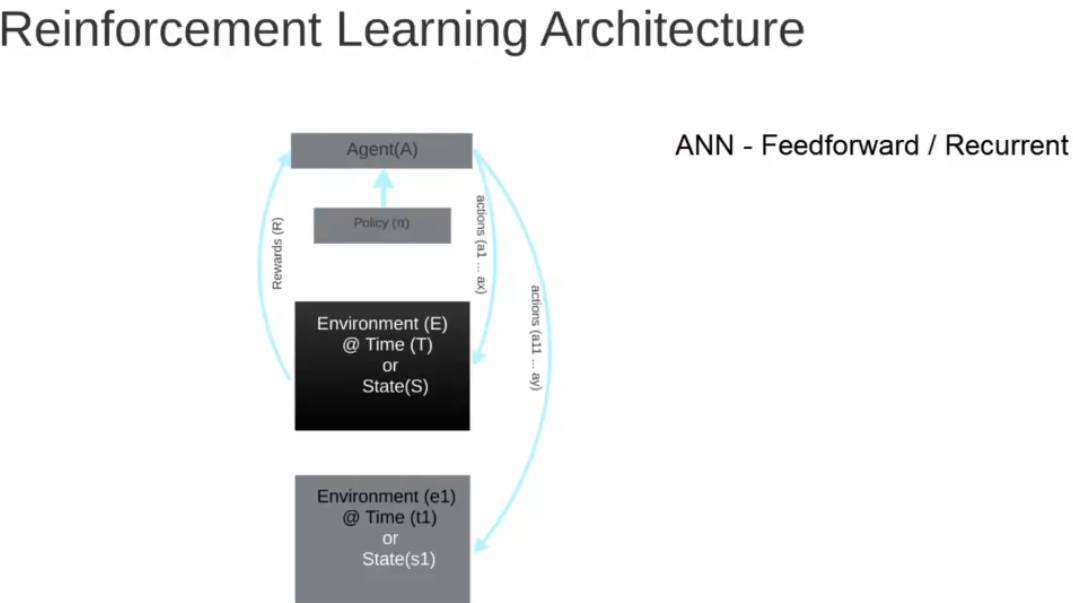 Reinforcement Learning Architecture
ANN - Feedforward / Recurrent
Agent(A)
Policy (π)
Rewards (R)
actions (a1 ... ax)
actions (a11 ... ay)
Environment (E)
@ Time (T)
or
State(S)
Environment (e1)
@ Time (t1)
or
State(s1)